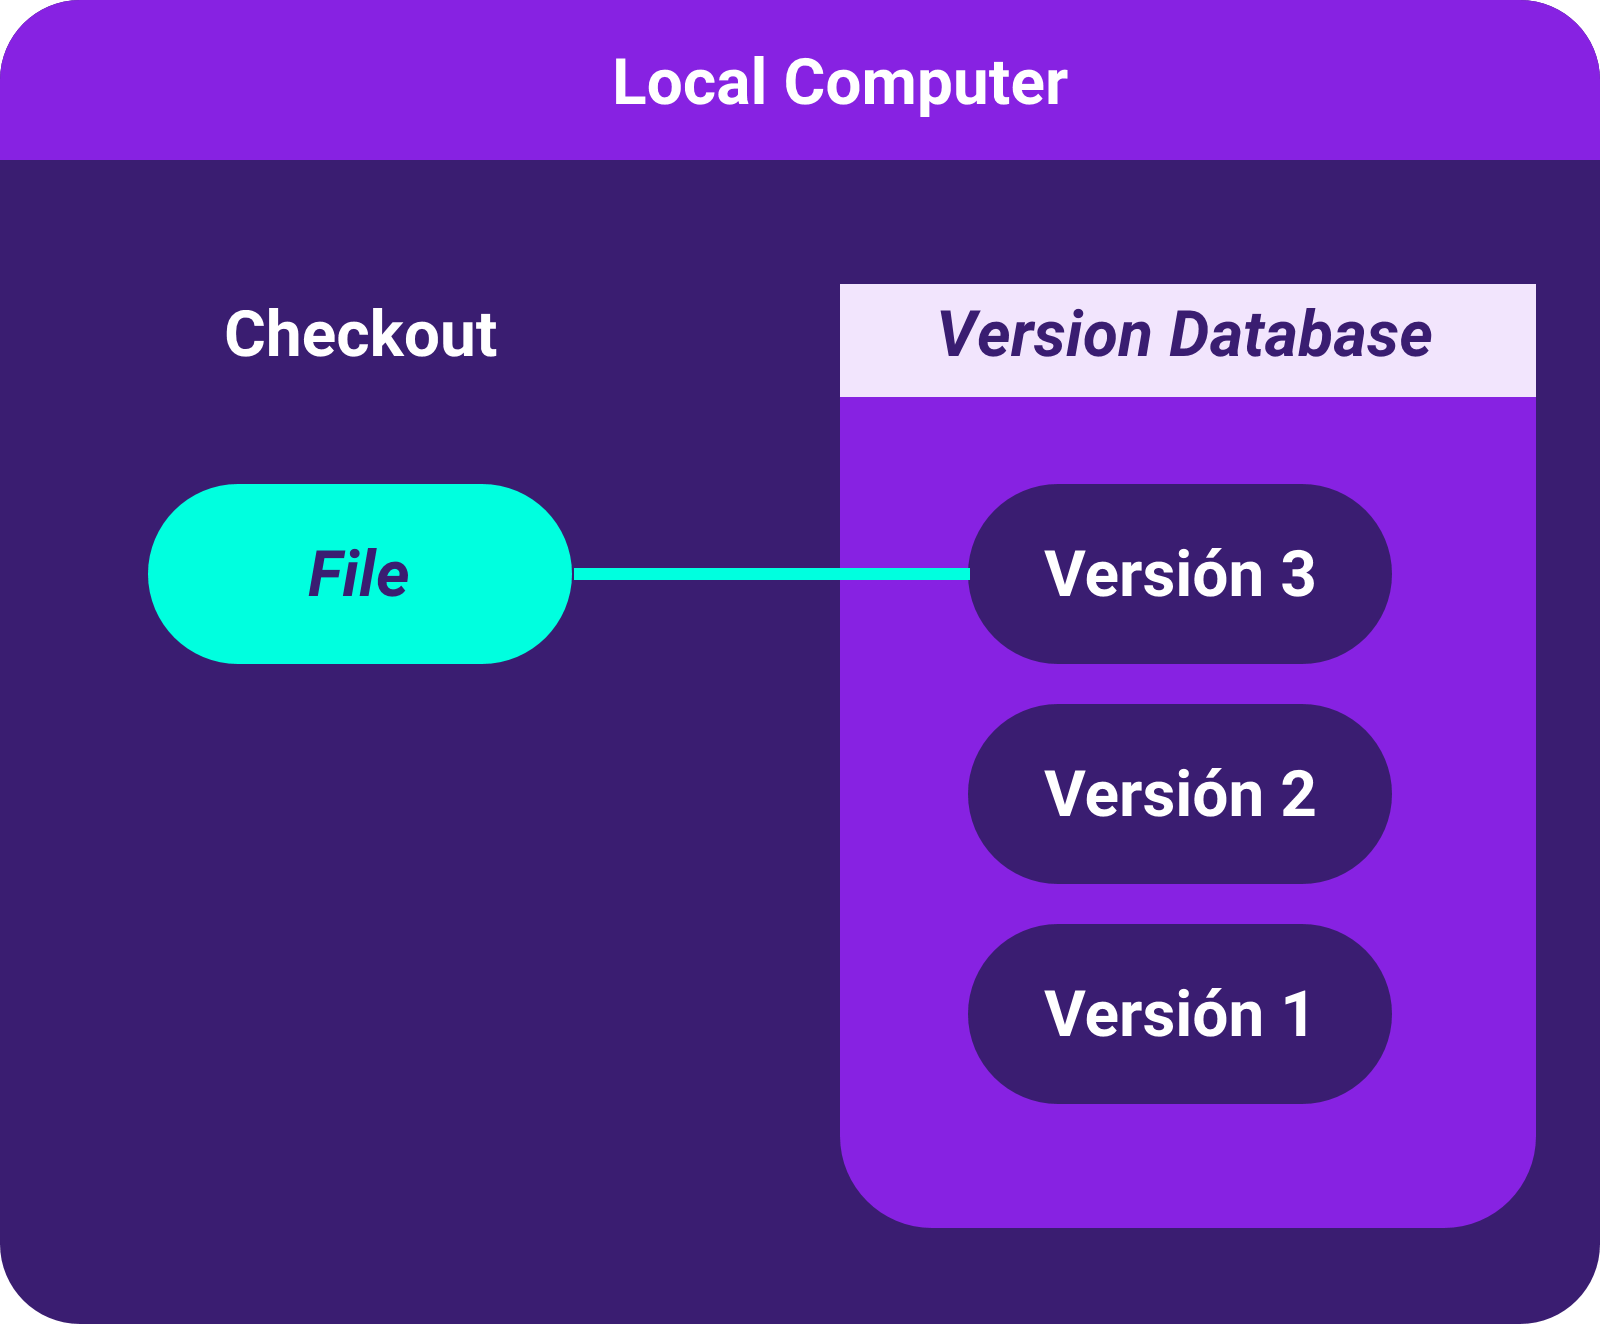 Local Computer
Checkout
Version Database
File
Versión 3
Versión 2
Versión 1